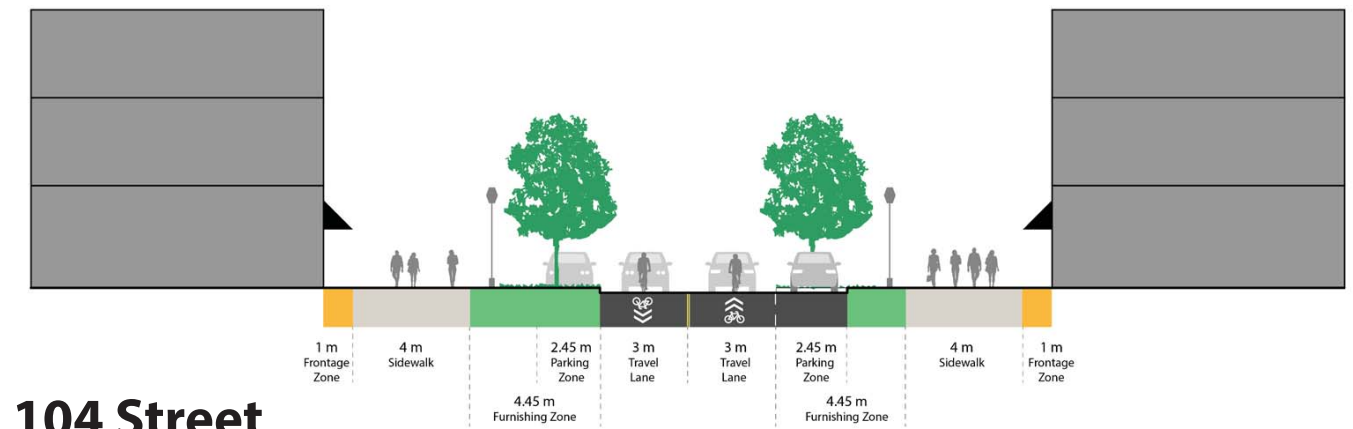 1 m
Frontage
Zone
4 m
Sidewalk
2.45 m
Parking
Zone
3 m
Travel
Lane
3 m
Travel
Lane
2.45 m
Parking
Zone
4 m
Sidewalk
1 m
Frontage
Zone
4.45 m
Furnishing Zone
4.45 m
Furnishing Zone
104 Street